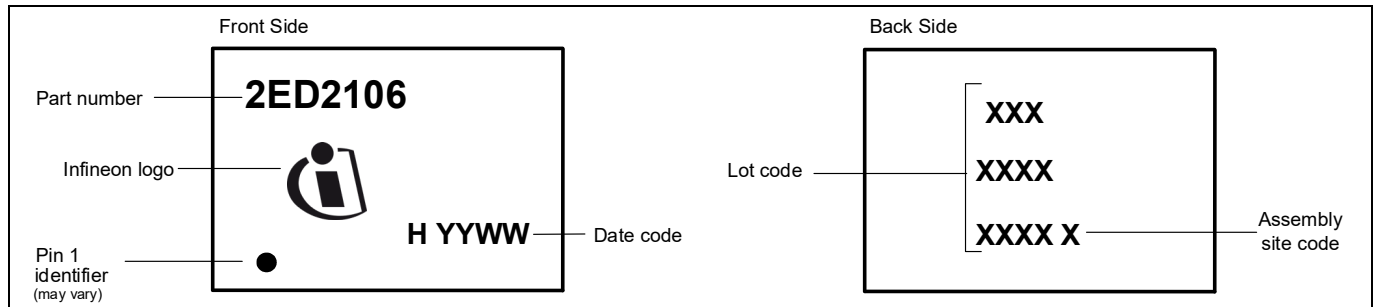 Front Side
Back Side
Part number
2ED2106
Infineon logo
H YYWW
Date code
Pin 1
identifier
(may vary)
XXX
Lot code
XXXX
XXXX X
Assembly
site code